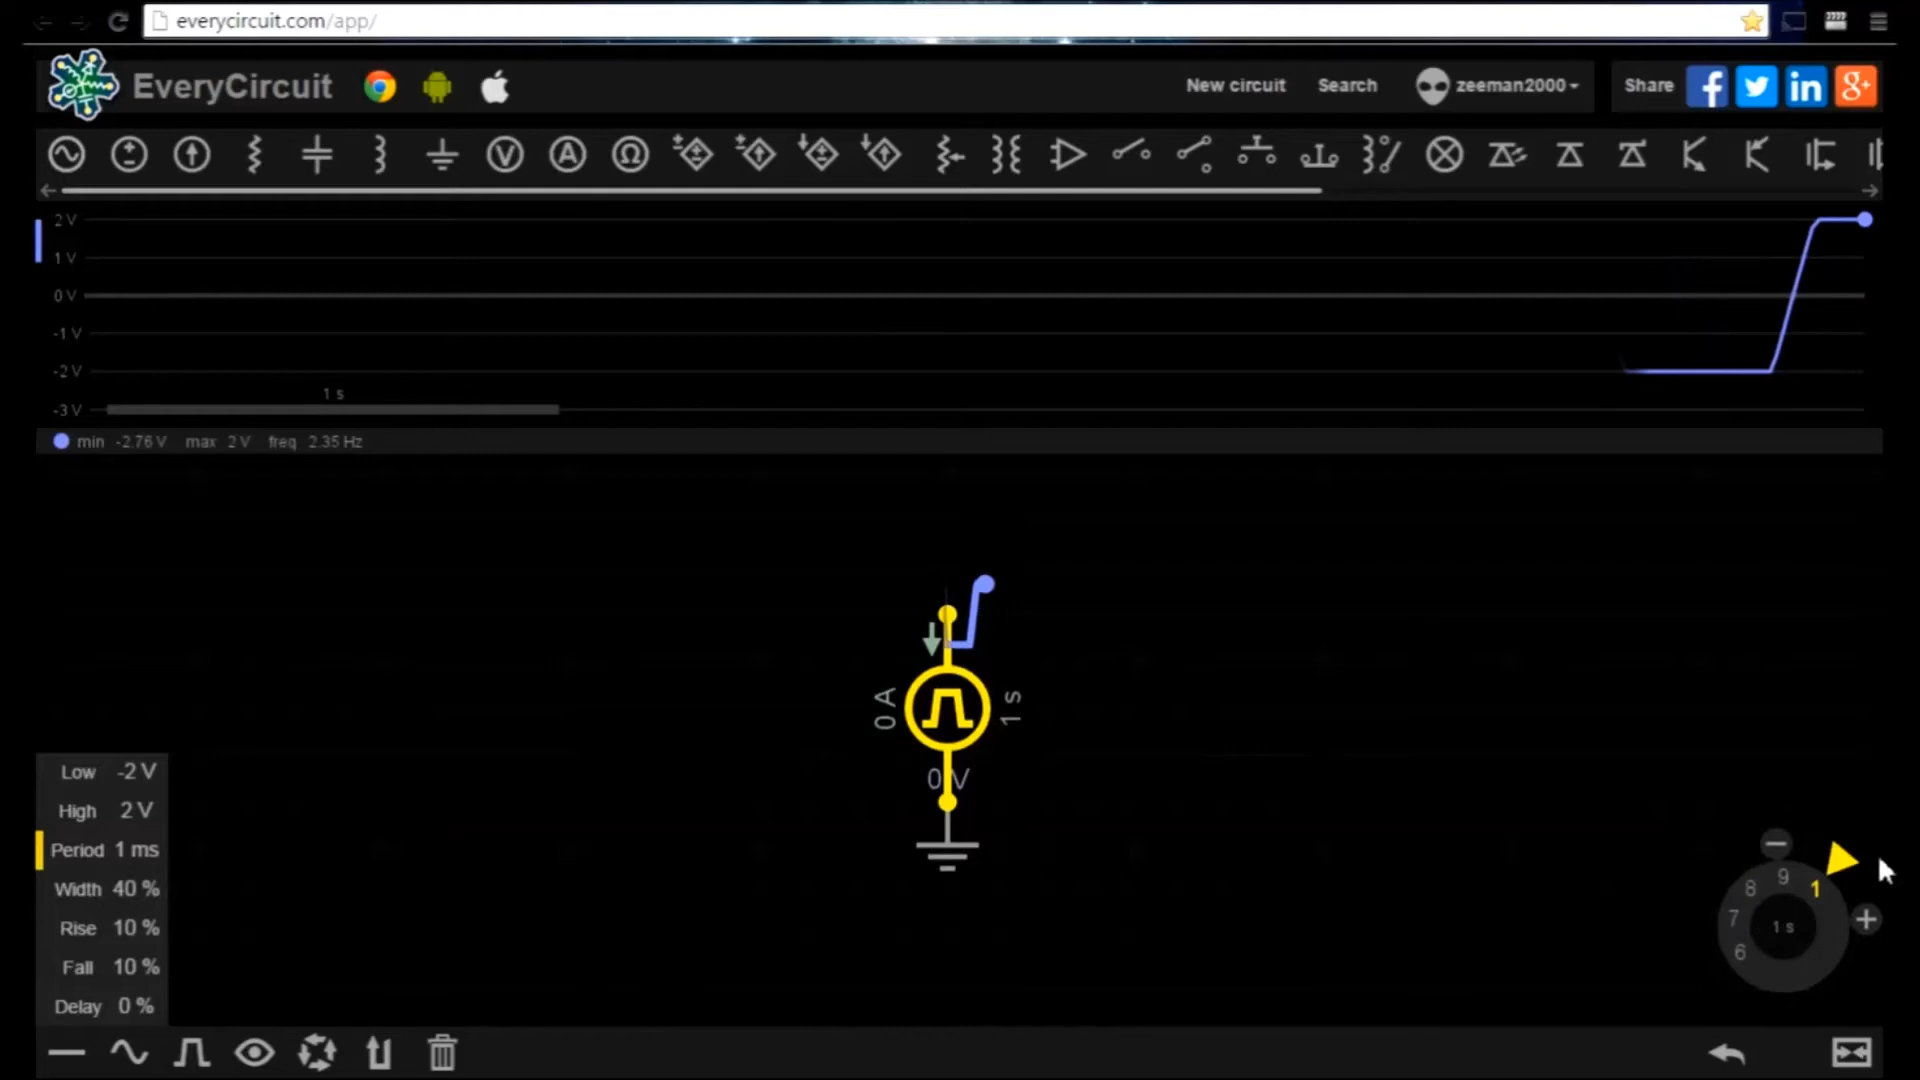 everycircuit.com/app/
EveryCircuit
New circuit Search zeeman2000 Share
f in g+
V A Ω
2 V
1 V
0 V
-1 V
-2 V
1 s
-3 V
min -2.76 V max 2 V freq 2.35 Hz
0 A
1 s
0 V
Low -2 V
High 2 V
Period 1 ms
Width 40 %
Rise 10 %
Fall 10 %
Delay 0 %
6 7 8 9 1
1 s